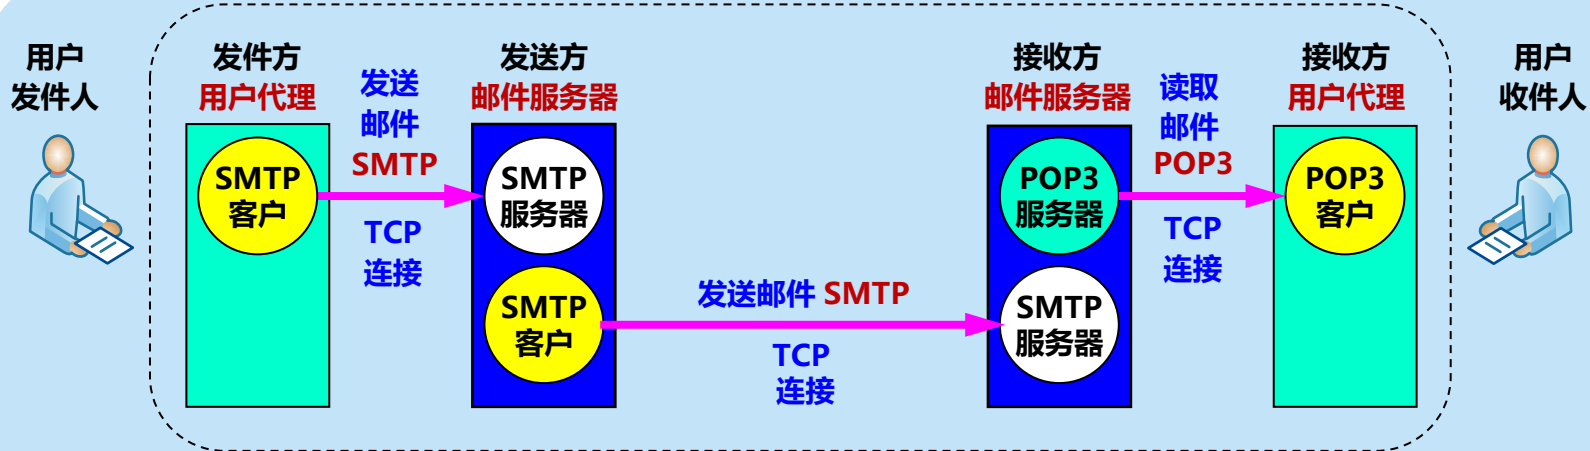 用户
发件人
发件方
用户代理
发送
邮件
SMTP
发送方
邮件服务器
接收方
邮件服务器
读取
邮件
POP3
接收方
用户代理
用户
收件人
SMTP
客户
TCP
连接
SMTP
服务器
POP3
服务器
TCP
连接
POP3
客户
SMTP
客户
发送邮件 SMTP
TCP
连接
SMTP
服务器